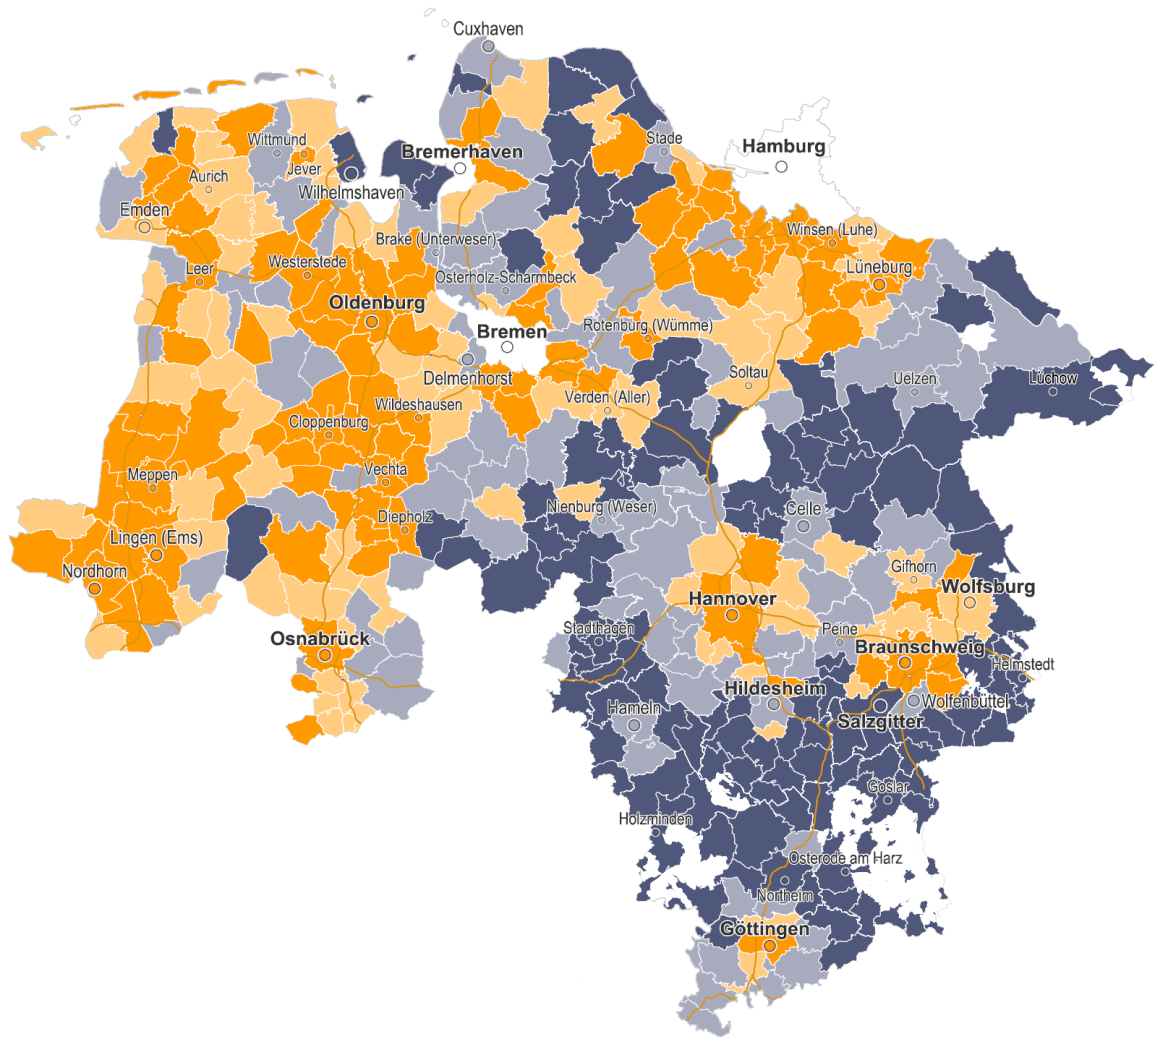 Cuxhaven
Stade
Hamburg
Wittmund
Bremerhaven
Jever
Aurich
Wilhelmshaven
Emden
Brake (Unterweser)
Winsen (Luhe)
Leer
Westerstede
Osterholz-Scharmbeck
Lüneburg
Oldenburg
Bremen
Rotenburg (Wümme)
Delmenhorst
Soltau
Uelzen
Lüchow
Wildeshausen
Verden (Aller)
Cloppenburg
Meppen
Vechta
Diepholz
Nienburg (Weser)
Celle
Lingen (Ems)
Nordhorn
Gifhorn
Wolfsburg
Hannover
Osnabrück
Stadthagen
Peine
Braunschweig
Helmstedt
Hildesheim
Wolfenbüttel
Hameln
Salzgitter
Goslar
Holzminden
Osterode am Harz
Northeim
Göttingen